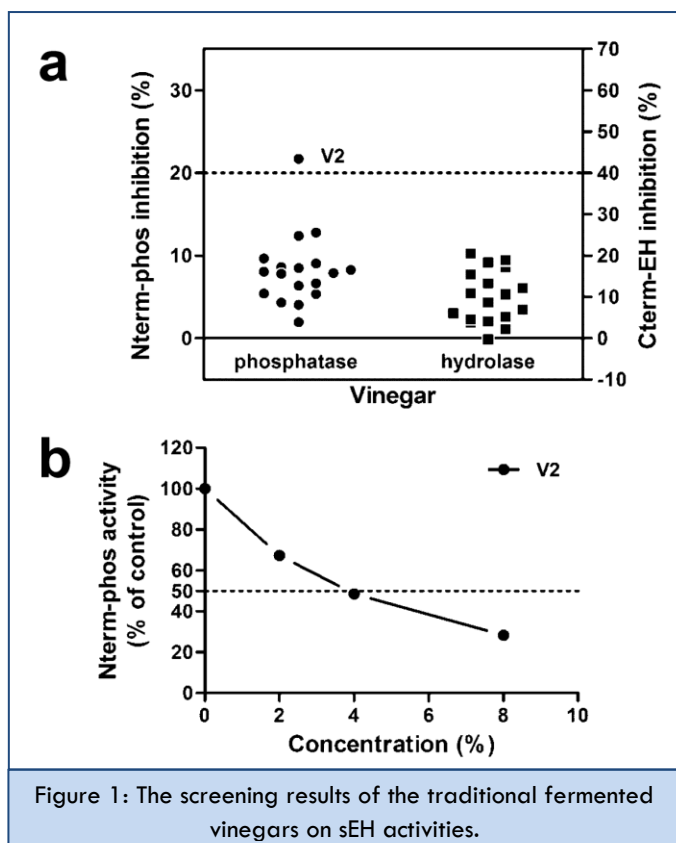 a
Nterm-phos inhibition (%)
30
20
10
0
V2
phosphatase
hydrolase
Vinegar
70
60
50
40
30
20
10
0
-10
Cterm-EH inhibition (%)
b
Nterm-phos activity
(% of control)
120
100
80
60
50
40
20
0
V2
0 2 4 6 8 10
Concentration (%)
Figure 1: The screening results of the traditional fermented
vinegars on sEH activities.